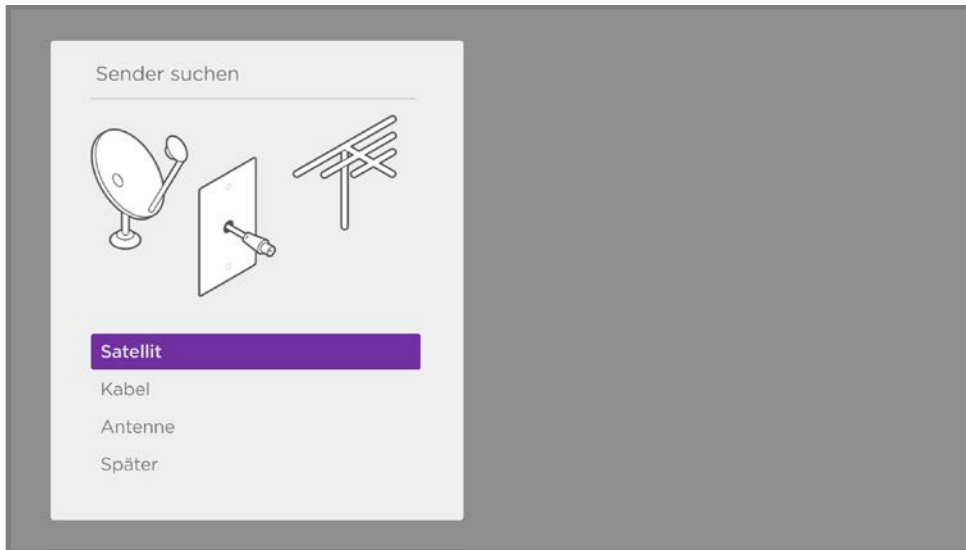 Sender suchen
Satellit
Kabel
Antenne
Später